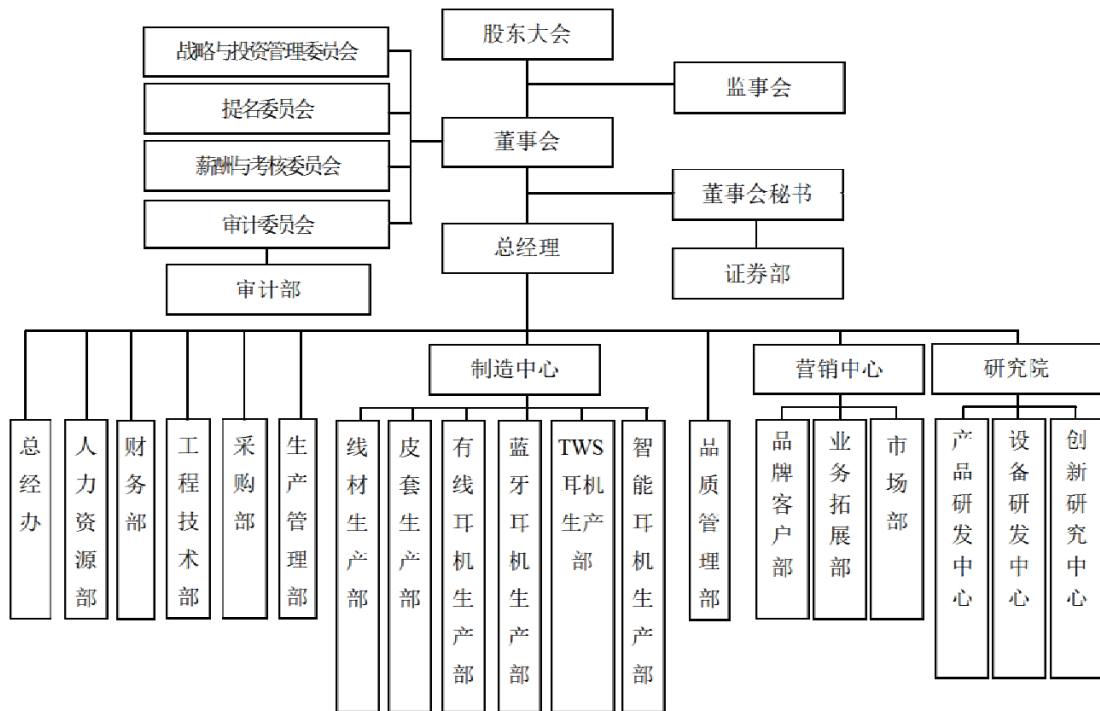 股东大会
战略与投资管理委员会
监事会
提名委员会
董事会
薪酬与考核委员会
董事会秘书
审计委员会
总经理
证券部
审计部
制造中心
营销中心
研究院
总经办
人力资源部
财务部
工程技术部
采购部
生产管理部
线材生产部
皮套生产部
有线耳机生产部
蓝牙耳机生产部
TWS
耳机
生产
部
智能耳机生产部
品质管理部
品牌客户部
业务拓展部
市场部
产品研发中心
设备研发中心
创新研究中心